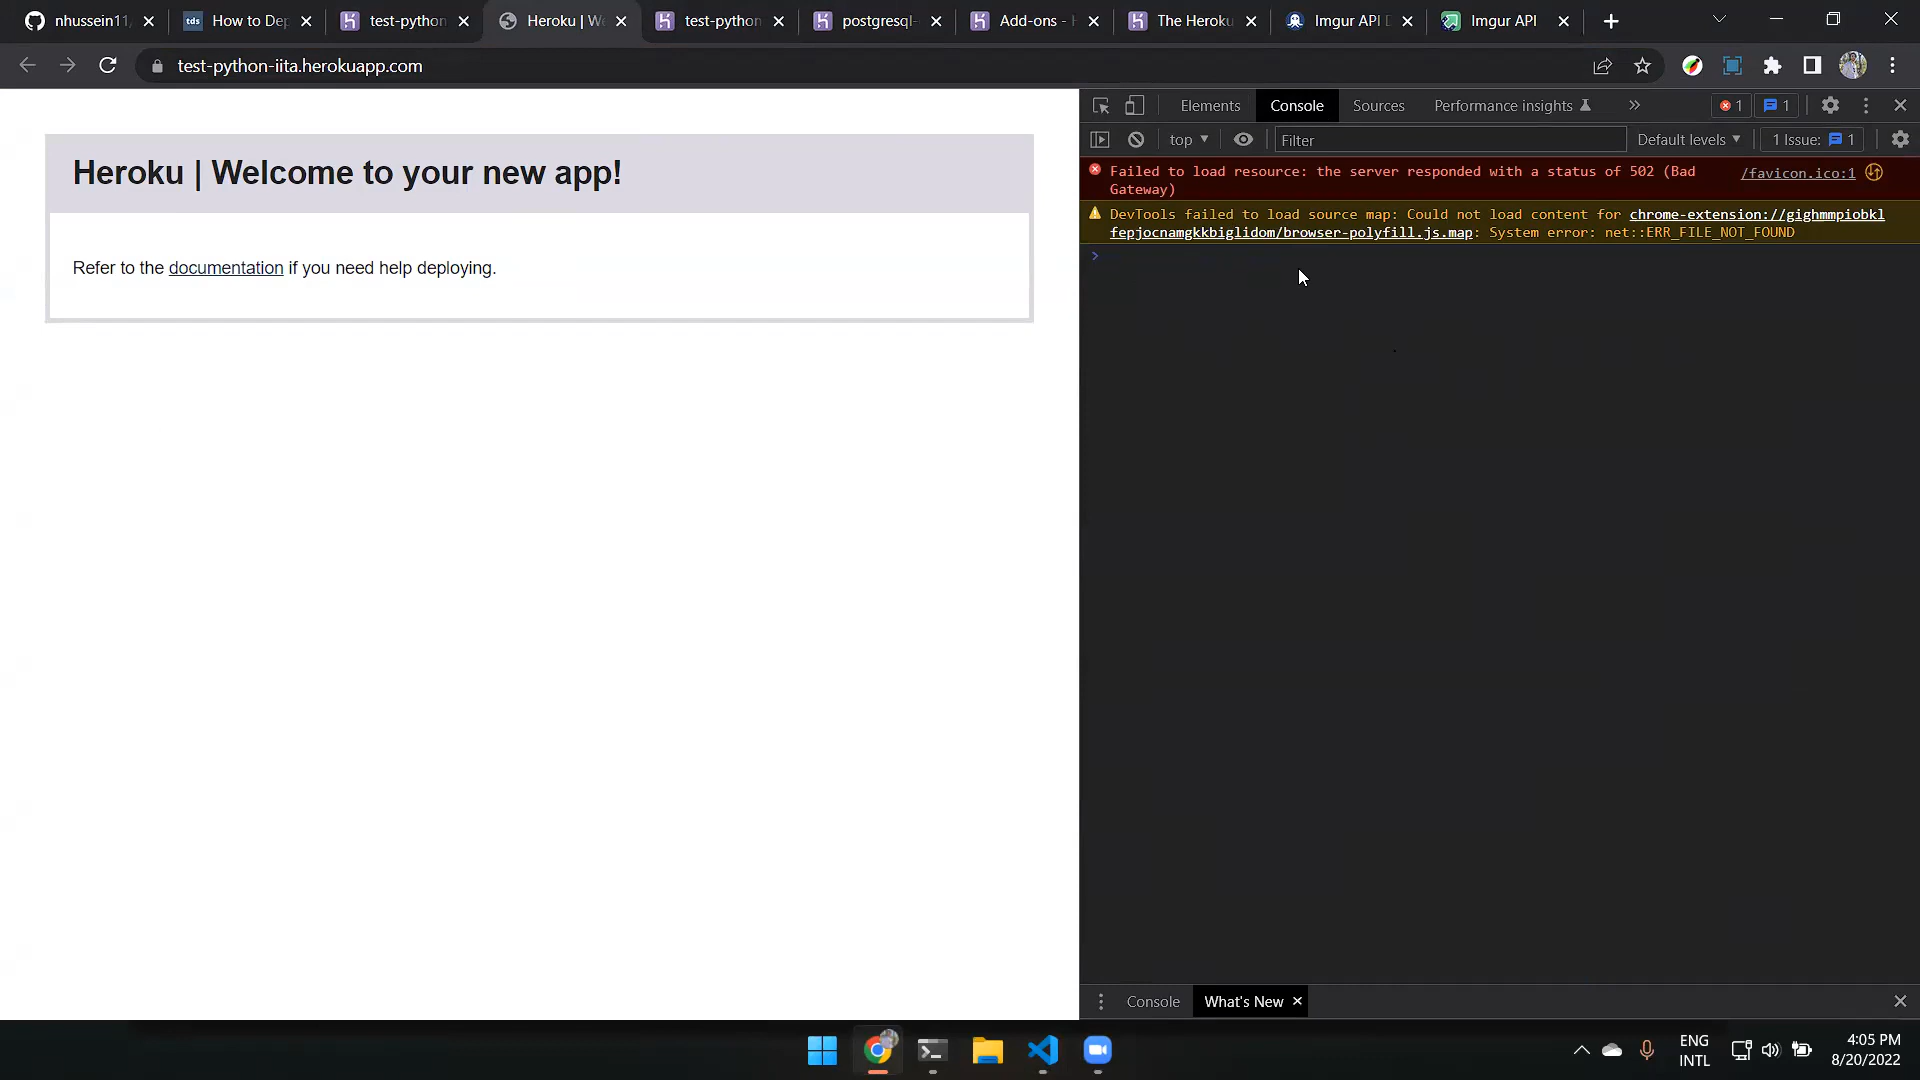 nhussein11/
How to Dep
test-python
Heroku | We
test-python
postgresql-
Add-ons - H
The Heroku
Imgur API D
Imgur API
test-python-iita.herokuapp.com
Heroku | Welcome to your new app!
Refer to the documentation if you need help deploying.
Elements
Console
Sources
Performance insights
1
1
top
Filter
Default levels
1 Issue:
1
Failed to load resource: the server responded with a status of 502 (Bad
Gateway)
/favicon.ico:1
DevTools failed to load source map: Could not load content for chrome-extension://gighmmpiobkl
fepjocnamgkkbiglidom/browser-polyfill.js.map: System error: net::ERR_FILE_NOT_FOUND
Console
What's New
ENG
INTL
4:05 PM
8/20/2022